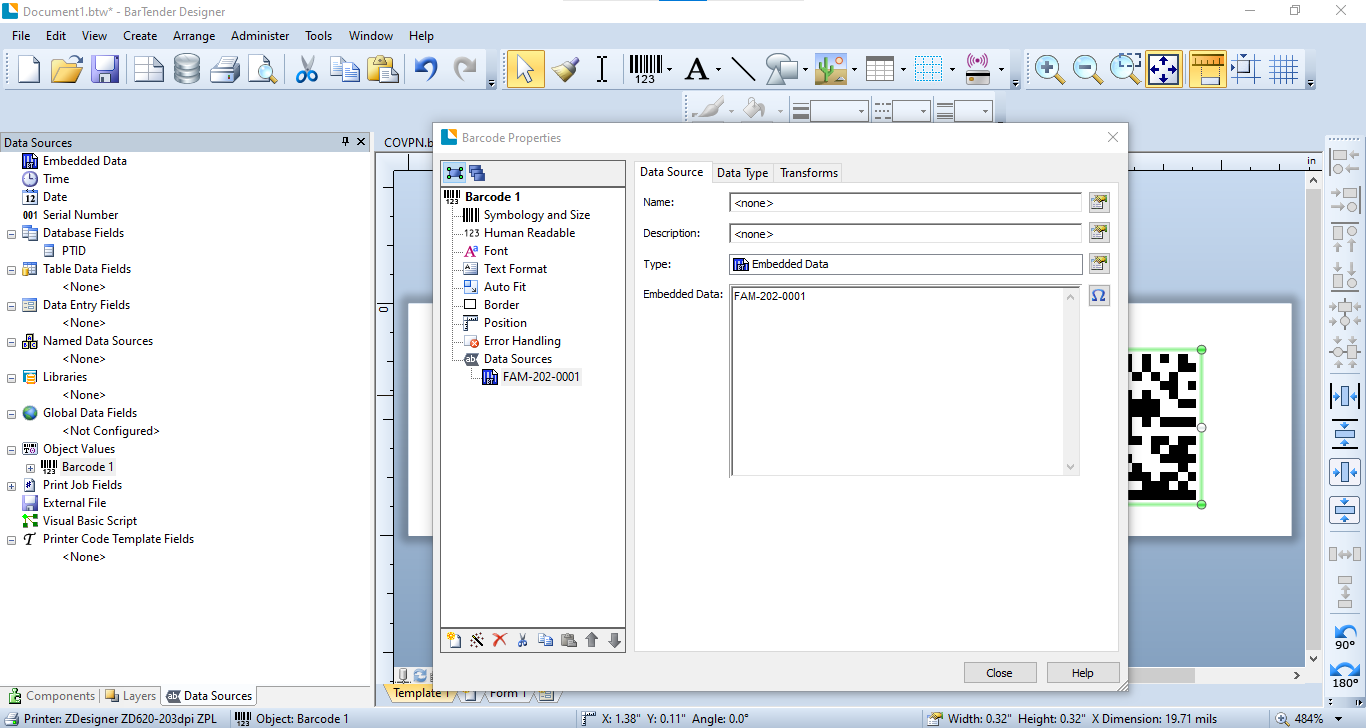 Document1.btw* - BarTender Designer
File Edit View Create Arrange Administer Tools Window Help
123
A
Data Sources
COVPN.b
Embedded Data
Time
12 Date
001 Serial Number
Database Fields
PTID
Table Data Fields
<None>
Data Entry Fields
<None>
Named Data Sources
<None>
Libraries
<None>
Global Data Fields
<Not Configured>
Object Values
123 Barcode 1
# Print Job Fields
External File
Visual Basic Script
T Printer Code Template Fields
<None>
Components Layers abc Data Sources
Barcode Properties
123 Barcode 1
Symbology and Size
123 Human Readable
Font
Text Format
Auto Fit
Border
Position
Error Handling
Data Sources
FAM-202-0001
Data Source Data Type Transforms
Name: <none>
Description: <none>
Type: Embedded Data
Embedded Data: FAM-202-0001
Ω
Close Help
in
0
90°
180°
Template 1 Form 1
Printer: ZDesigner ZD620-203dpi ZPL 123 Object: Barcode 1 X: 1.38" Y: 0.11" Angle: 0.0° Width: 0.32" Height: 0.32" X Dimension: 19.71 mils 484%